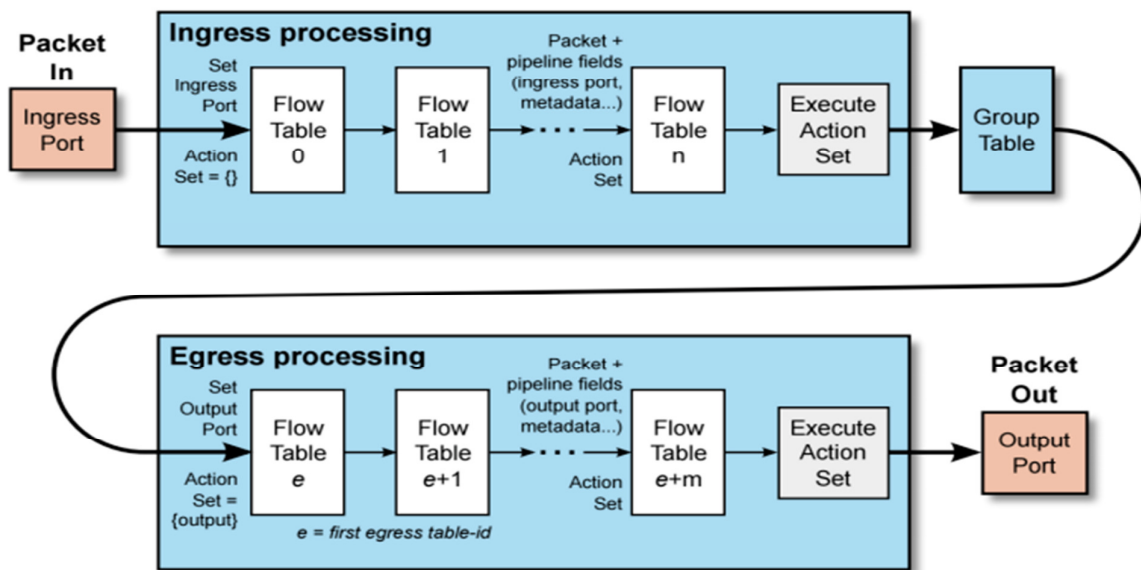 Ingress processing
Packet
In
Ingress
Port
Set
Ingress
Port
Action
Set = {}
Flow
Table
0
Flow
Table
1
Packet +
pipeline fields
(ingress port,
metadata...)
Action
Set
Flow
Table
n
Execute
Action
Set
Group
Table
Egress processing
Set
Output
Port
Action
Set =
{output}
Flow
Table
e
Flow
Table
e+1
e = first egress table-id
Packet +
pipeline fields
(output port,
metadata...)
Action
Set
Flow
Table
e+m
Execute
Action
Set
Packet
Out
Output
Port